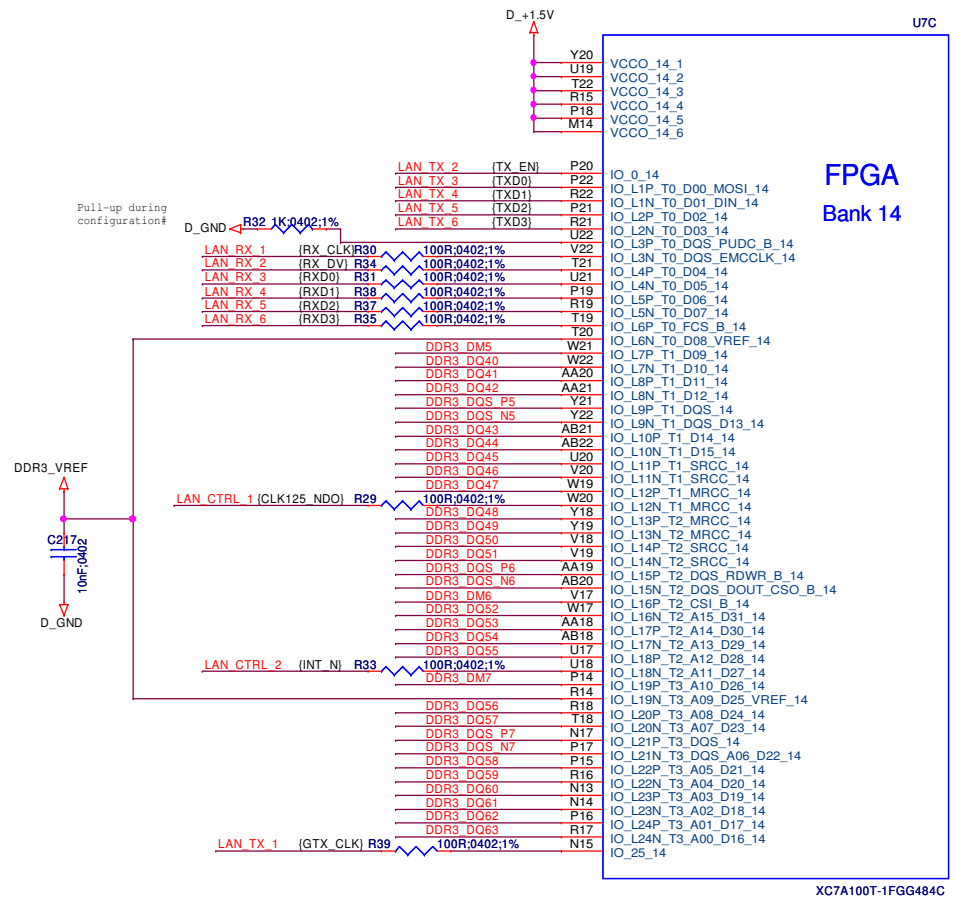 D_+1.5V
U7C
Y20 VCCO_14_1
U19 VCCO_14_2
T22 VCCO_14_3
R15 VCCO_14_4
P18 VCCO_14_5
M14 VCCO_14_6
FPGA
Bank 14
LAN_TX_2 {TX_EN} P20 IO_0_14
LAN_TX_3 {TXD0} P22 IO_L1P_T0_D00_MOSI_14
LAN_TX_4 {TXD1} R22 IO_L1N_T0_D01_DIN_14
LAN_TX_5 {TXD2} P21 IO_L2P_T0_D02_14
LAN_TX_6 {TXD3} R21 IO_L2N_T0_D03_14
Pull-up during
configuration#
D_GND R32 1K;0402;1% U22 IO_L3P_T0_DQS_PUDC_B_14
LAN_RX_1 {RX_CLK} R30 100R;0402;1% V22 IO_L3N_T0_DQS_EMCCLK_14
LAN_RX_2 {RX_DV} R34 100R;0402;1% T21 IO_L4P_T0_D04_14
LAN_RX_3 {RXD0} R31 100R;0402;1% U21 IO_L4N_T0_D05_14
LAN_RX_4 {RXD1} R38 100R;0402;1% P19 IO_L5P_T0_D06_14
LAN_RX_5 {RXD2} R37 100R;0402;1% R19 IO_L5N_T0_D07_14
LAN_RX_6 {RXD3} R35 100R;0402;1% T19 IO_L6P_T0_FCS_B_14
T20 IO_L6N_T0_D08_VREF_14
DDR3_DM5 W21 IO_L7P_T1_D09_14
DDR3_DQ40 W22 IO_L7N_T1_D10_14
DDR3_DQ41 AA20 IO_L8P_T1_D11_14
DDR3_DQ42 AA21 IO_L8N_T1_D12_14
DDR3_DQS_P5 Y21 IO_L9P_T1_DQS_14
DDR3_DQS_N5 Y22 IO_L9N_T1_DQS_D13_14
DDR3_DQ43 AB21 IO_L10P_T1_D14_14
DDR3_DQ44 AB22 IO_L10N_T1_D15_14
DDR3_DQ45 U20 IO_L11P_T1_SRCC_14
DDR3_DQ46 V20 IO_L11N_T1_SRCC_14
DDR3_DQ47 W19 IO_L12P_T1_MRCC_14
LAN_CTRL_1 {CLK125_NDO} R29 100R;0402;1% W20 IO_L12N_T1_MRCC_14
DDR3_DQ48 Y18 IO_L13P_T2_MRCC_14
DDR3_DQ49 Y19 IO_L13N_T2_MRCC_14
DDR3_DQ50 V18 IO_L14P_T2_SRCC_14
DDR3_DQ51 V19 IO_L14N_T2_SRCC_14
DDR3_DQS_P6 AA19 IO_L15P_T2_DQS_RDWR_B_14
DDR3_DQS_N6 AB20 IO_L15N_T2_DQS_DOUT_CSO_B_14
DDR3_DM6 V17 IO_L16P_T2_CSI_B_14
DDR3_DQ52 W17 IO_L16N_T2_A15_D31_14
DDR3_DQ53 AA18 IO_L17P_T2_A14_D30_14
DDR3_DQ54 AB18 IO_L17N_T2_A13_D29_14
DDR3_DQ55 U17 IO_L18P_T2_A12_D28_14
LAN_CTRL_2 {INT_N} R33 100R;0402;1% U18 IO_L18N_T2_A11_D27_14
DDR3_DM7 P14 IO_L19P_T3_A10_D26_14
R14 IO_L19N_T3_A09_D25_VREF_14
DDR3_DQ56 R18 IO_L20P_T3_A08_D24_14
DDR3_DQ57 T18 IO_L20N_T3_A07_D23_14
DDR3_DQS_P7 N17 IO_L21P_T3_DQS_14
DDR3_DQS_N7 P17 IO_L21N_T3_DQS_A06_D22_14
DDR3_DQ58 P15 IO_L22P_T3_A05_D21_14
DDR3_DQ59 R16 IO_L22N_T3_A04_D20_14
DDR3_DQ60 N13 IO_L23P_T3_A03_D19_14
DDR3_DQ61 N14 IO_L23N_T3_A02_D18_14
DDR3_DQ62 P16 IO_L24P_T3_A01_D17_14
DDR3_DQ63 R17 IO_L24N_T3_A00_D16_14
LAN_TX_1 {GTX_CLK} R39 100R;0402;1% N15 IO_25_14
DDR3_VREF
C217
10nF;0402
D_GND
XC7A100T-1FGG484C